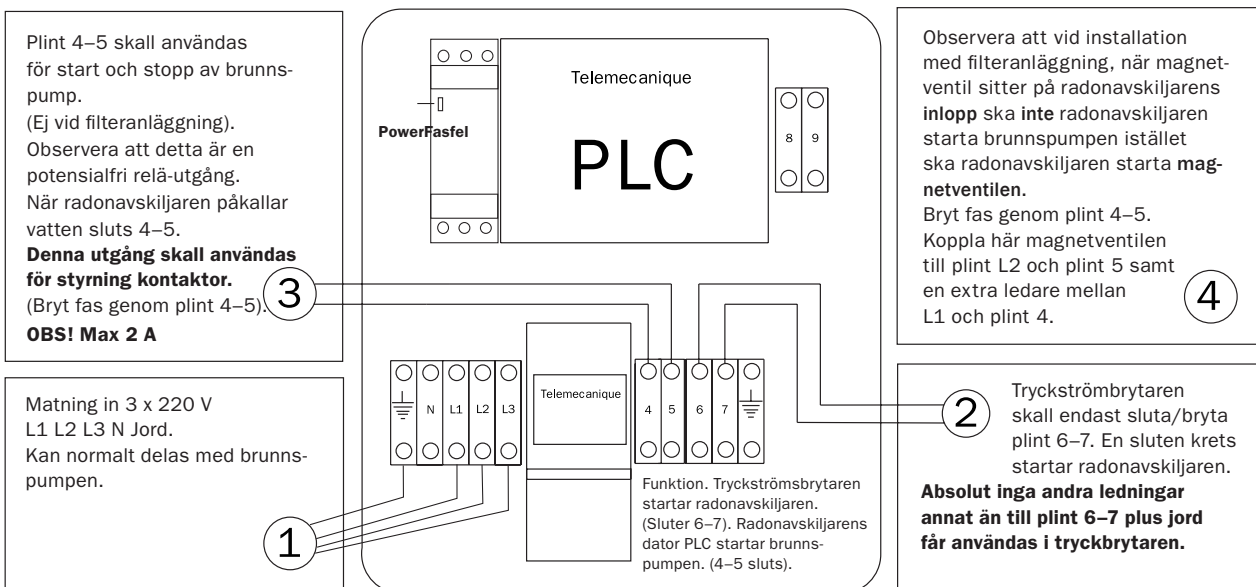 Plint 4–5 skall användas
för start och stopp av brunns-
pump.
(Ej vid filteranläggning).
Observera att detta är en
potensialfri relä-utgång.
När radonavskiljaren påkallar
vatten sluts 4–5.
Denna utgång skall användas
för styrning kontaktor.
(Bryt fas genom plint 4–5).
OBS! Max 2 A
3
Telemecanique
PLC
PowerFasfel
8 9
Observera att vid installation
med filteranläggning, när magnet-
ventil sitter på radonavskiljarens
inlopp ska inte radonavskiljaren
starta brunnspumpen istället
ska radonavskiljaren starta mag-
netventilen.
Bryt fas genom plint 4–5.
Koppla här magnetventilen
till plint L2 och plint 5 samt
en extra ledare mellan
L1 och plint 4.
4
Matning in 3 x 220 V
L1 L2 L3 N Jord.
Kan normalt delas med brunns-
pumpen.
1
N L1 L2 L3
Telemecanique
4 5 6 7
Funktion. Tryckströmsbrytaren
startar radonavskiljaren.
(Sluter 6–7). Radonavskiljarens
dator PLC startar brunns-
pumpen. (4–5 sluts).
2
Tryckströmbrytaren
skall endast sluta/bryta
plint 6–7. En sluten krets
startar radonavskiljaren.
Absolut inga andra ledningar
annat än till plint 6–7 plus jord
får användas i tryckbrytaren.